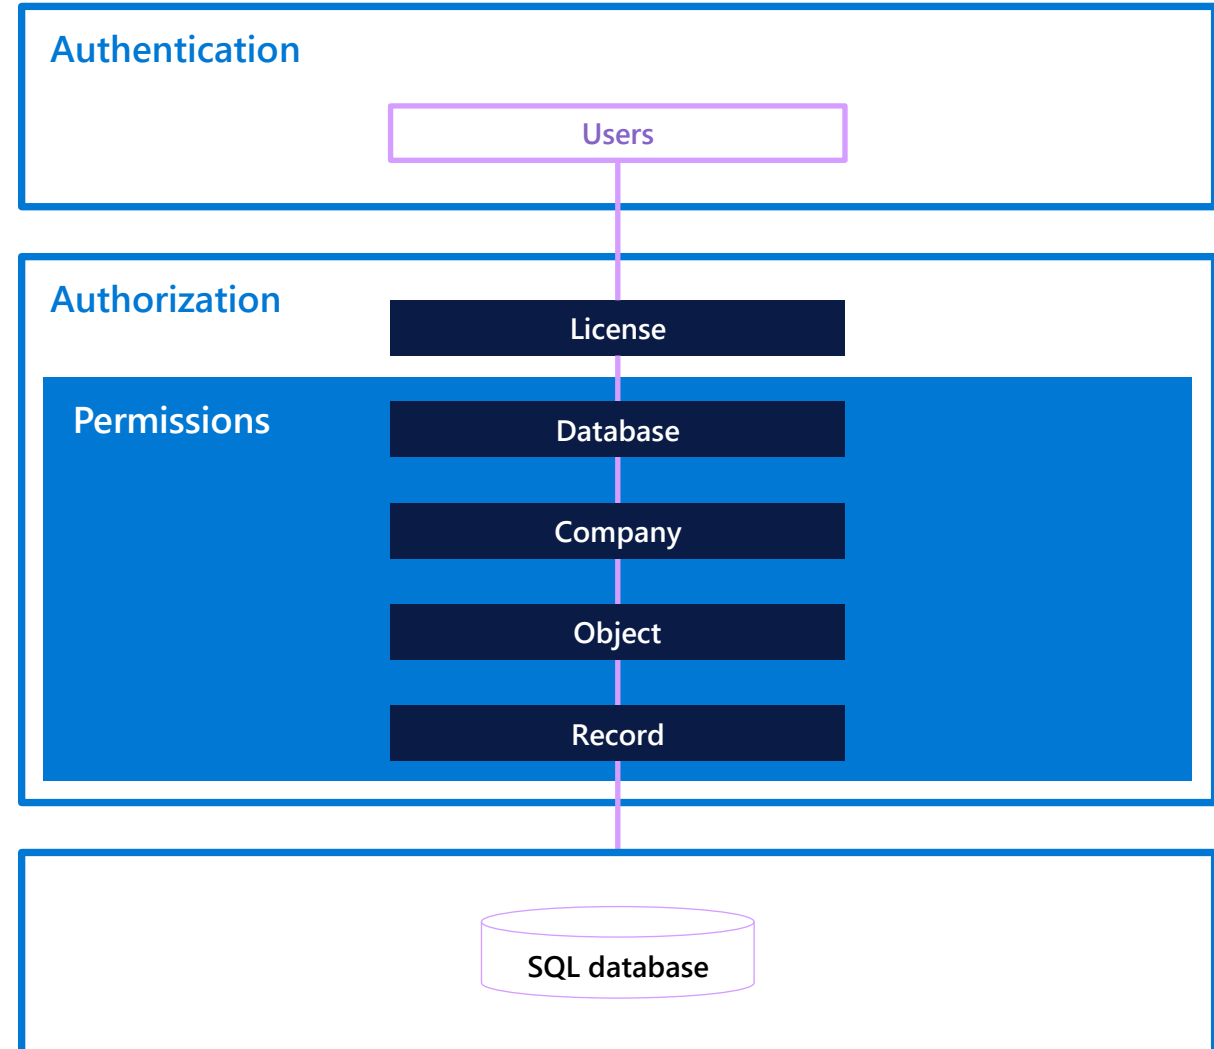 Authentication
Users
Authorization
License
Permissions
Database
Company
Object
Record
SQL database